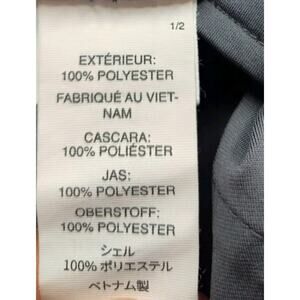 1/2
EXTÉRIEUR:
100% POLYESTER
FABRIQUÉ AU VIET-
NAM
CASCARA:
100% POLIÉSTER
JAS:
100% POLYESTER
OBERSTOFF:
100% POLYESTER
シェル
100% ポリエステル
ベトナム製